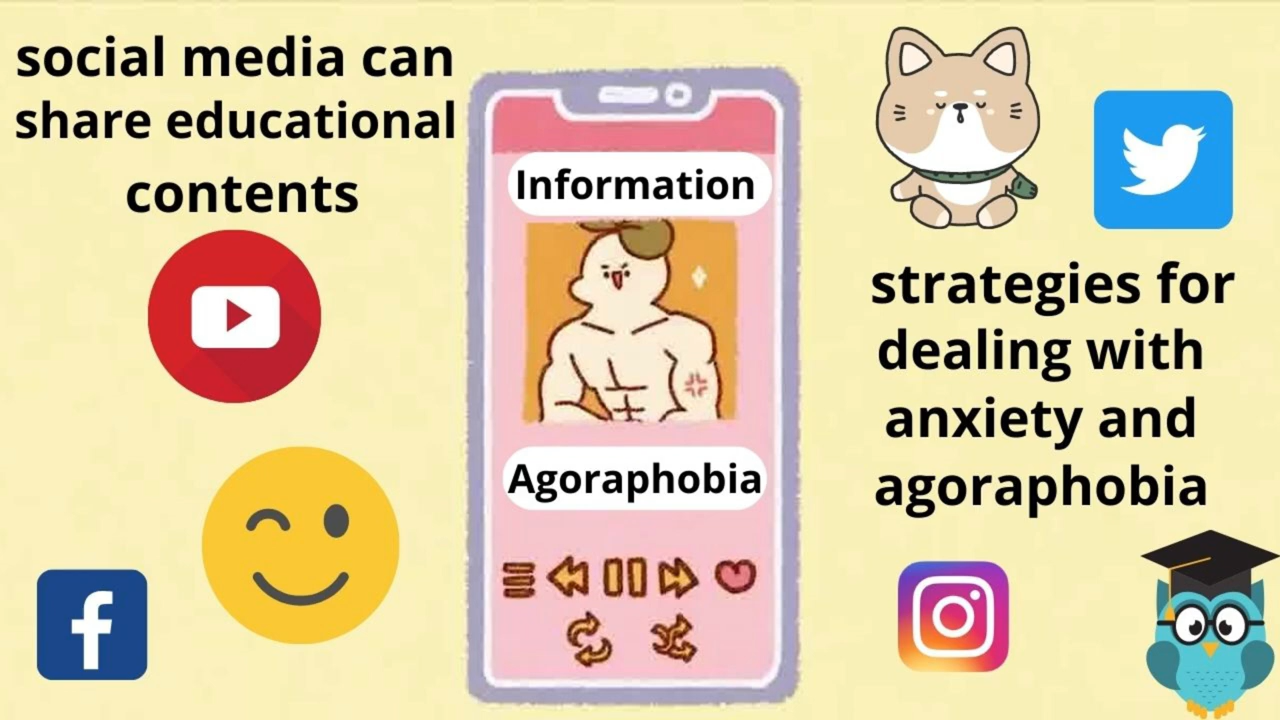 social media can
share educational
contents
Information
Agoraphobia
strategies for
dealing with
anxiety and
agoraphobia